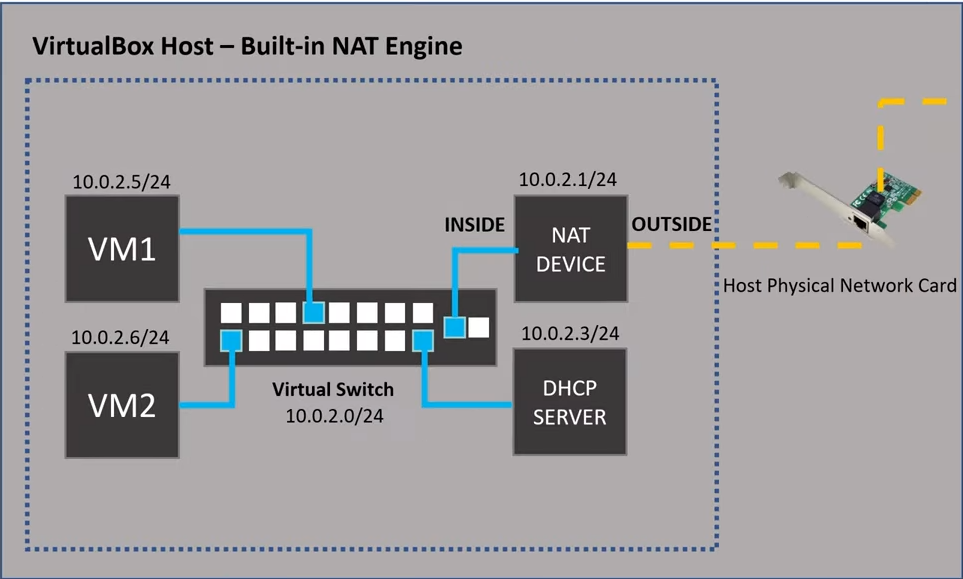 VirtualBox Host – Built-in NAT Engine
10.0.2.5/24
VM1
10.0.2.1/24
INSIDE
NAT
DEVICE
OUTSIDE
Host Physical Network Card
10.0.2.6/24
VM2
Virtual Switch
10.0.2.0/24
10.0.2.3/24
DHCP
SERVER